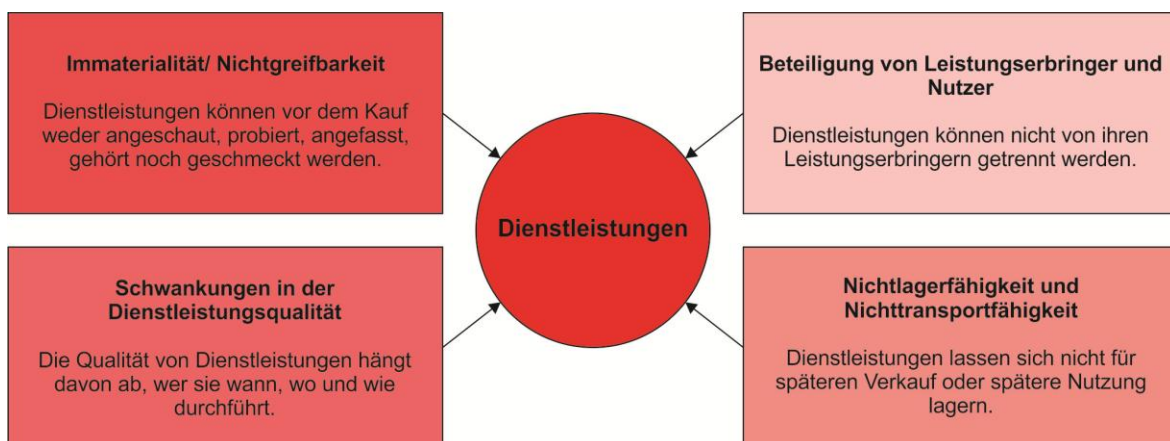 Immaterialität/ Nichtgreifbarkeit
Dienstleistungen können vor dem Kauf
weder angeschaut, probiert, angefasst,
gehört noch geschmeckt werden.
Beteiligung von Leistungserbringer und
Nutzer
Dienstleistungen können nicht von ihren
Leistungserbringern getrennt werden.
Dienstleistungen
Schwankungen in der
Dienstleistungsqualität
Die Qualität von Dienstleistungen hängt
davon ab, wer sie wann, wo und wie
durchführt.
Nichtlagerfähigkeit und
Nichttransportfähigkeit
Dienstleistungen lassen sich nicht für
späteren Verkauf oder spätere Nutzung
lagern.